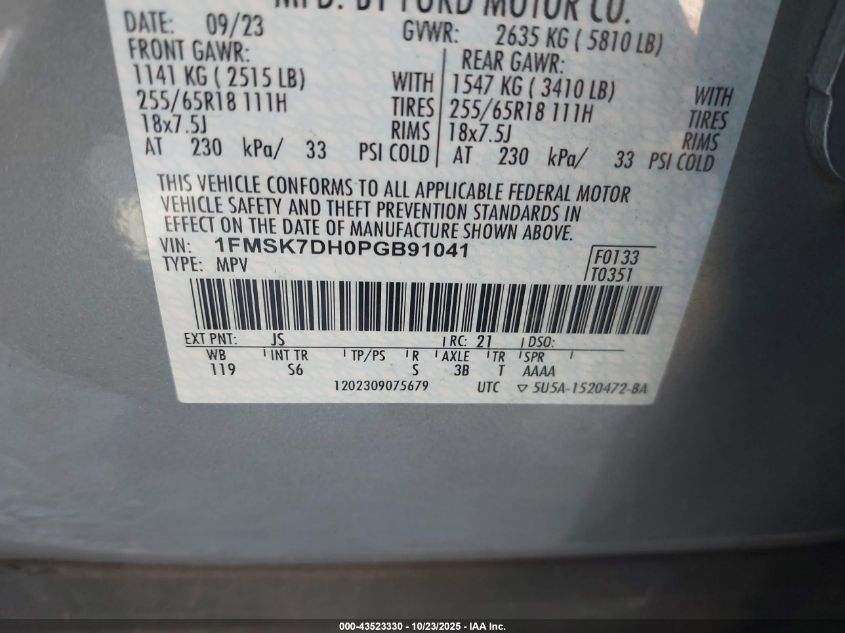 MFD. BY FORD MOTOR CO.
DATE: 09/23 GVWR: 2635 KG ( 5810 LB)
FRONT GAWR: REAR GAWR:
1141 KG ( 2515 LB) WITH 1547 KG ( 3410 LB) WITH
255/65R18 111H TIRES 255/65R18 111H TIRES
18x7.5J RIMS 18x7.5J RIMS
AT 230 kPa/ 33 PSI COLD AT 230 kPa/ 33 PSI COLD
THIS VEHICLE CONFORMS TO ALL APPLICABLE FEDERAL MOTOR
VEHICLE SAFETY AND THEFT PREVENTION STANDARDS IN
EFFECT ON THE DATE OF MANUFACTURE SHOWN ABOVE.
VIN: 1FMSK7DH0PGB91041 F0133
TYPE: MPV T0351
EXT PNT: JS RC: 21 DSO:
WB INT TR TP/PS R AXLE TR SPR
119 S6 S 3B T AAAA
1202309075679 UTC ▽ 5U5A-1520472-BA
000-43523330 - 10/23/2025 - IAA Inc.